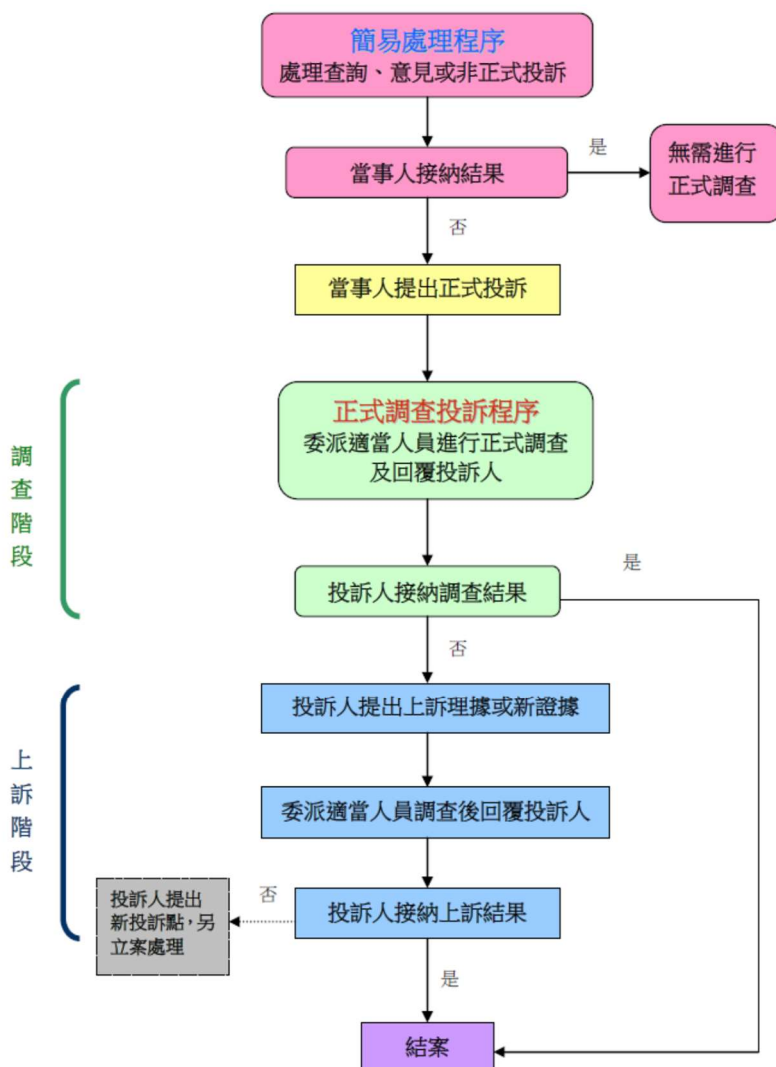 簡易處理程序
處理查詢、意見或非正式投訴
當事人接納結果
是
無需進行
正式調查
否
當事人提出正式投訴
調查階段
正式調查投訴程序
委派適當人員進行正式調查
及回覆投訴人
投訴人接納調查結果
是
否
上訴階段
投訴人提出上訴理據或新證據
委派適當人員調查後回覆投訴人
投訴人接納上訴結果
否
投訴人提出
新投訴點，另
立案處理
是
結案